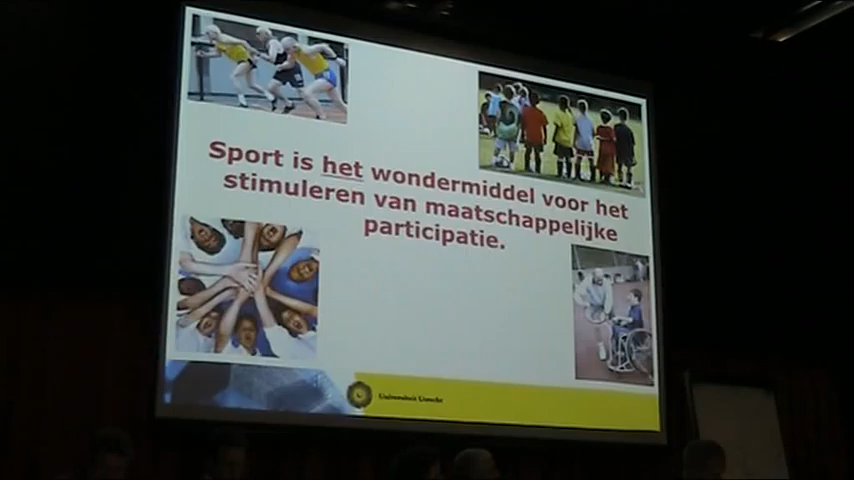 Sport is het wondermiddel voor het
stimuleren van maatschappelijke
participatie.
Universiteit Utrecht